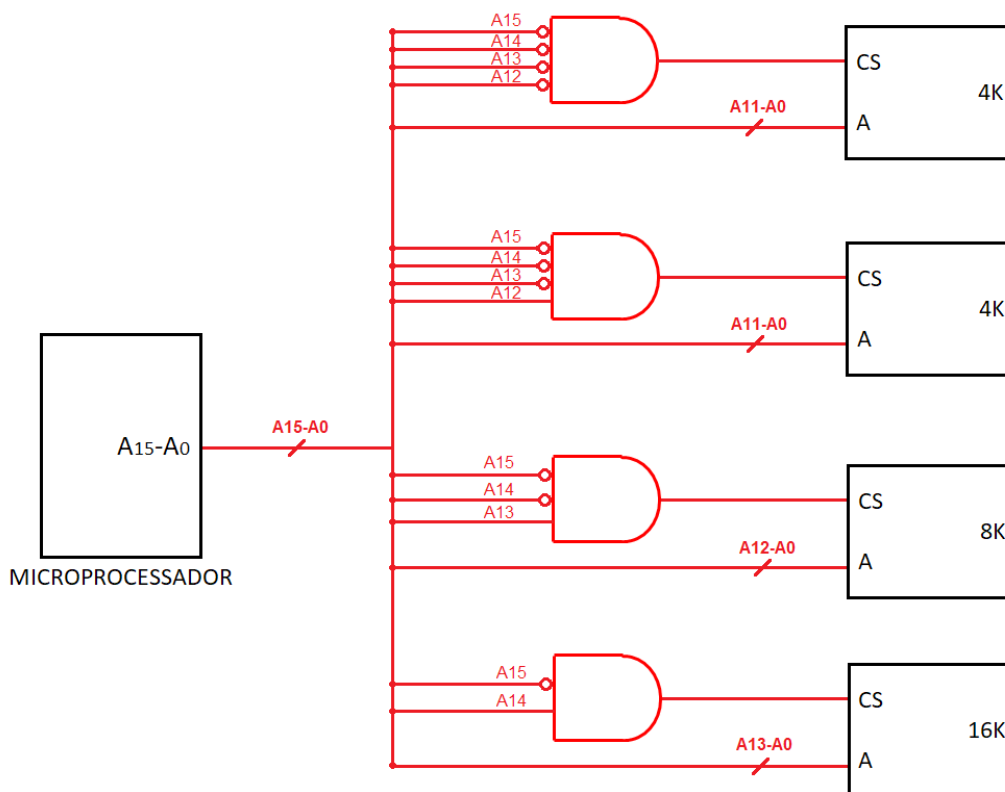 A15
A14
A13
A12
CS
4K
A11-A0
A
A15
A14
A13
A12
CS
4K
A11-A0
A
A15-A0
A15-A0
MICROPROCESSADOR
A15
A14
A13
CS
8K
A12-A0
A
A15
A14
CS
16K
A13-A0
A